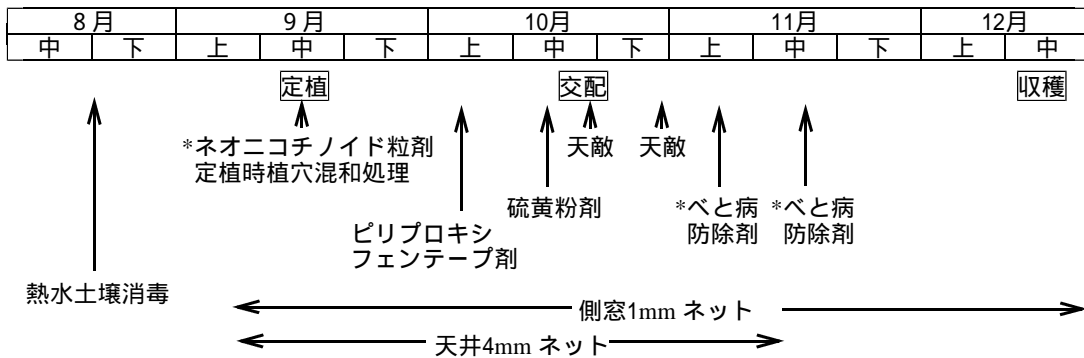 8月 9月 10月 11月 12月
中 下 上 中 下 上 中 下 上 中 下 上 中
定植 交配 収穫
*ネオニコチノイド粒剤 天敵 天敵
定植時植穴混和処理
硫黄粉剤 *べと病 *べと病
防除剤 防除剤
ピリプロキシ
フェンテープ剤
熱水土壌消毒
側窓1mm ネット
天井4mm ネット